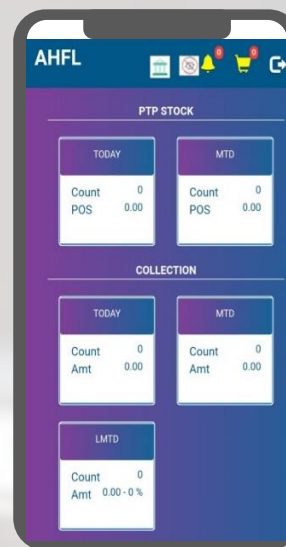 AHFL
0
0
PTP STOCK
TODAY
Count 0
POS 0.00
MTD
Count 0
POS 0.00
COLLECTION
TODAY
Count 0
Amt 0.00
MTD
Count 0
Amt 0.00
LMTD
Count 0
Amt 0.00 - 0 %